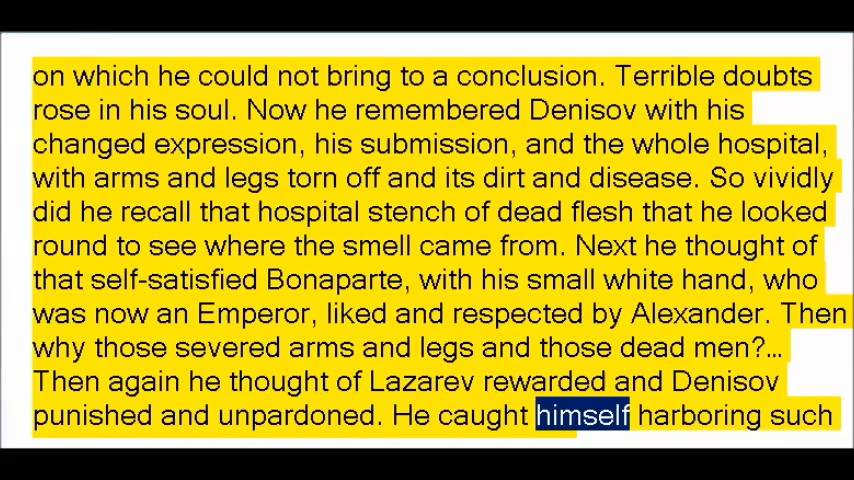 on which he could not bring to a conclusion. Terrible doubts
rose in his soul. Now he remembered Denisov with his
changed expression, his submission, and the whole hospital,
with arms and legs torn off and its dirt and disease. So vividly
did he recall that hospital stench of dead flesh that he looked
round to see where the smell came from. Next he thought of
that self-satisfied Bonaparte, with his small white hand, who
was now an Emperor, liked and respected by Alexander. Then
why those severed arms and legs and those dead men?...
Then again he thought of Lazarev rewarded and Denisov
punished and unpardoned. He caught himself harboring such